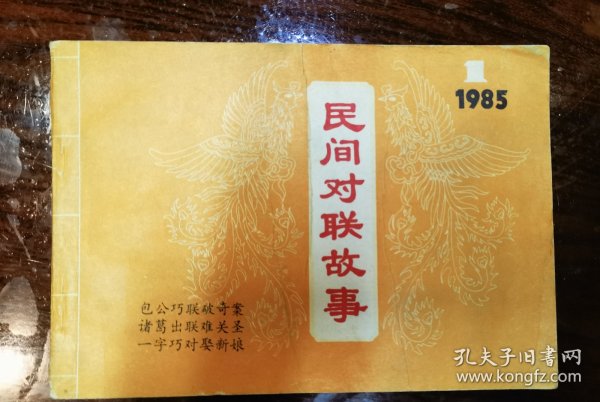 1
1985
民间对联故事
包公巧联破奇案
诸葛出联难关圣
一字巧对娶新娘
孔夫子旧书网
www.kongfz.com